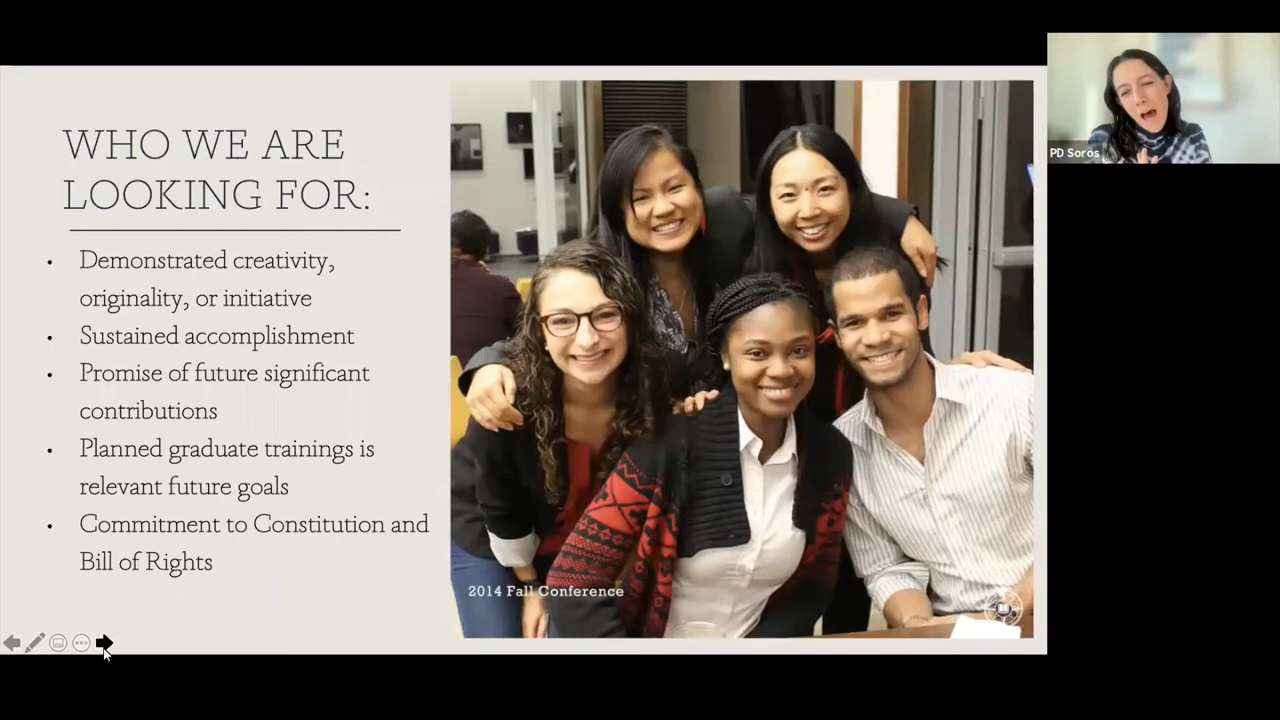 WHO WE ARE
LOOKING FOR:
• Demonstrated creativity,
originality, or initiative
• Sustained accomplishment
• Promise of future significant
contributions
• Planned graduate trainings is
relevant future goals
• Commitment to Constitution and
Bill of Rights
2014 Fall Conference
PD Soros